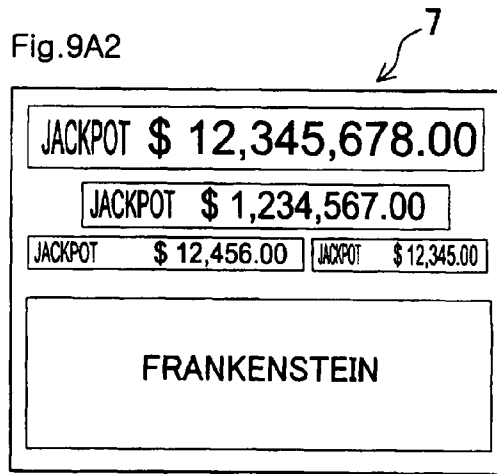 7
Fig.9A2
JACKPOT $ 12,345,678.00
JACKPOT $ 1,234,567.00
JACKPOT $ 12,456.00 JACKPOT $ 12,345.00
FRANKENSTEIN